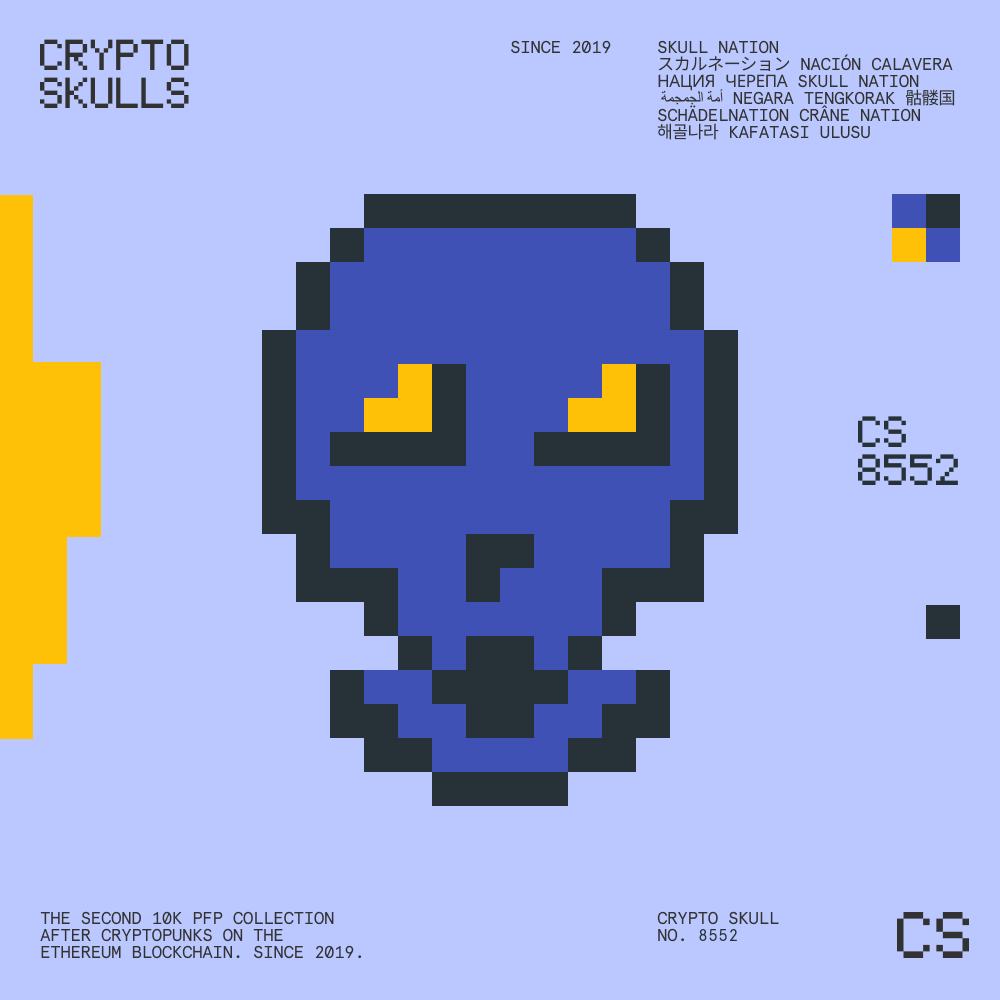 CRYPTO
SKULLS
SINCE 2019
SKULL NATION
スカルネーション NACIÓN CALAVERA
НАЦИЯ ЧЕРЕПА SKULL NATION
أمة الجمجمة NEGARA TENGKORAK 骷髅国
SCHÄDELNATION CRÂNE NATION
해골나라 KAFATASI ULUSU
CS
8552
THE SECOND 10K PFP COLLECTION
AFTER CRYPTOPUNKS ON THE
ETHEREUM BLOCKCHAIN. SINCE 2019.
CRYPTO SKULL
NO. 8552
CS